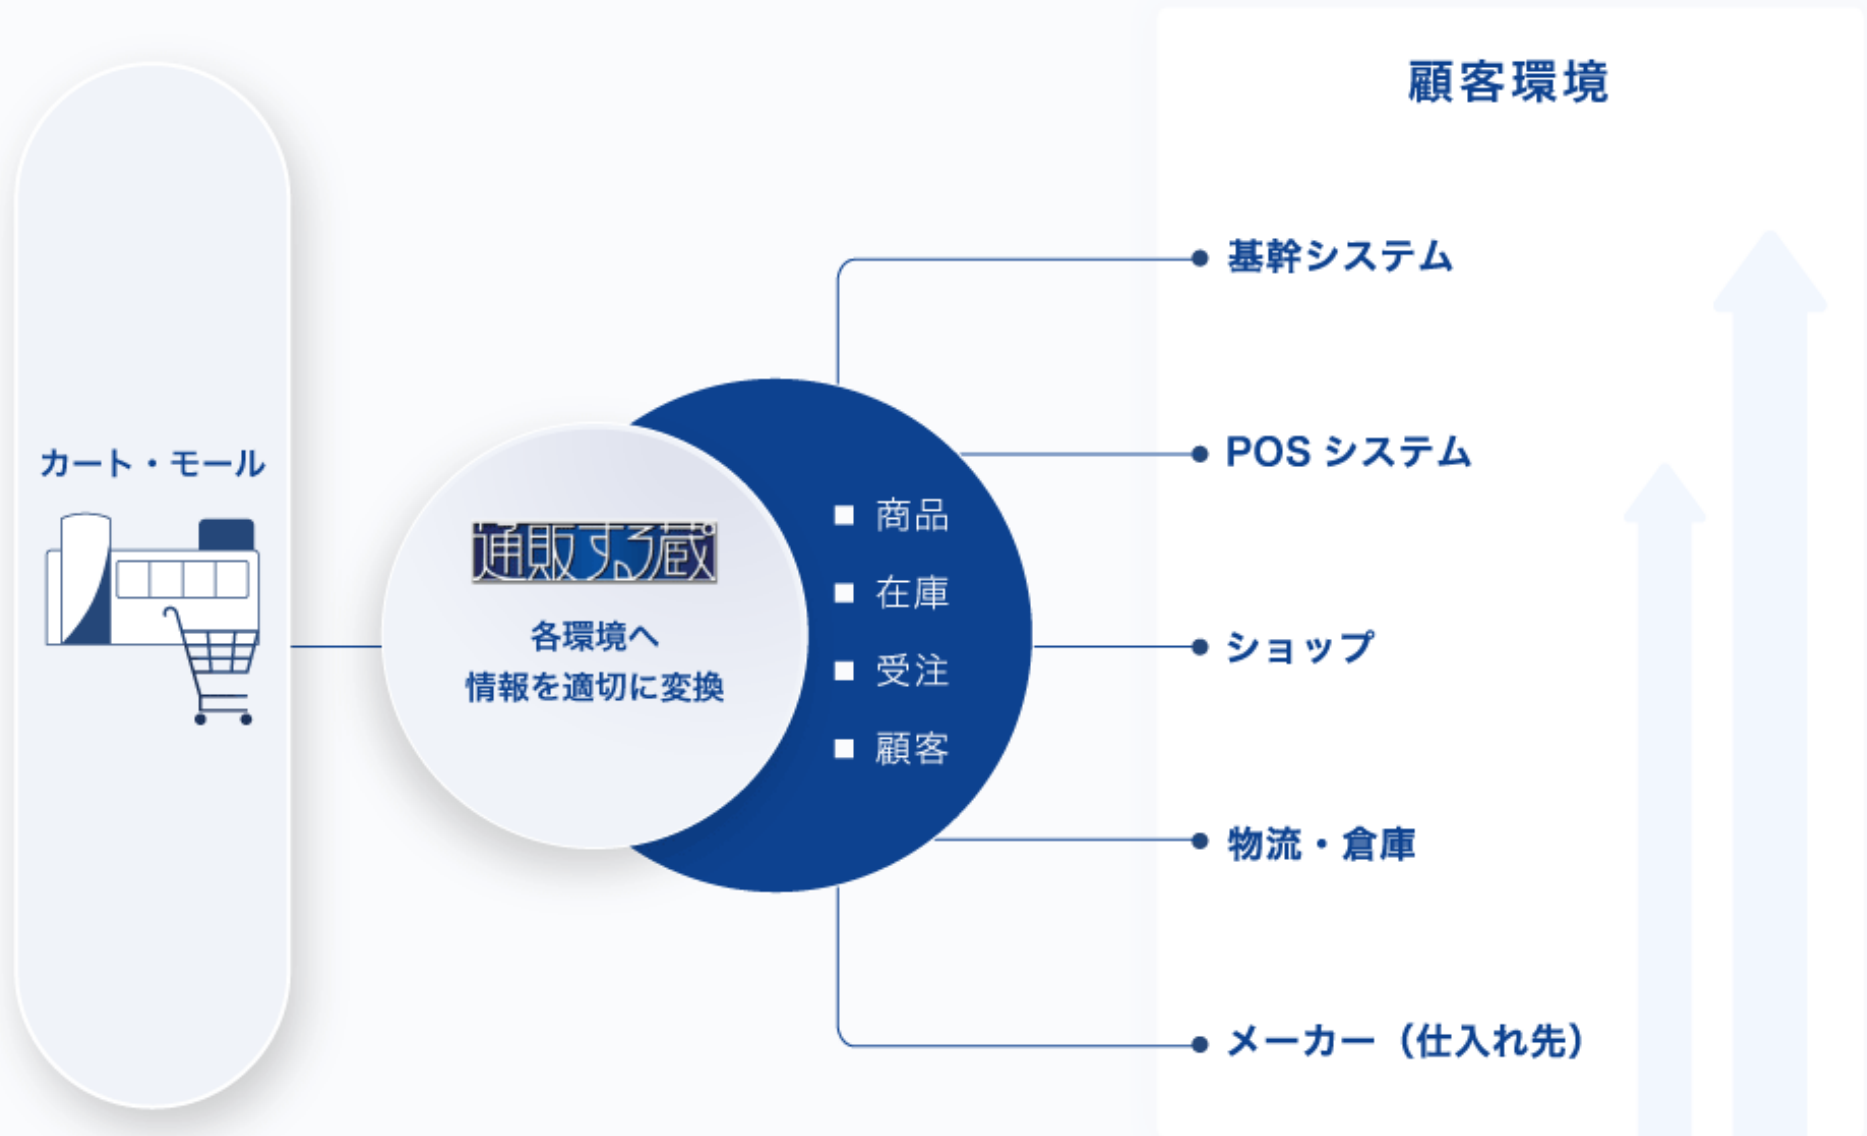 顧客環境
カート・モール
通販する蔵
各環境へ
情報を適切に変換
商品
在庫
受注
顧客
基幹システム
POS システム
ショップ
物流・倉庫
メーカー（仕入れ先）